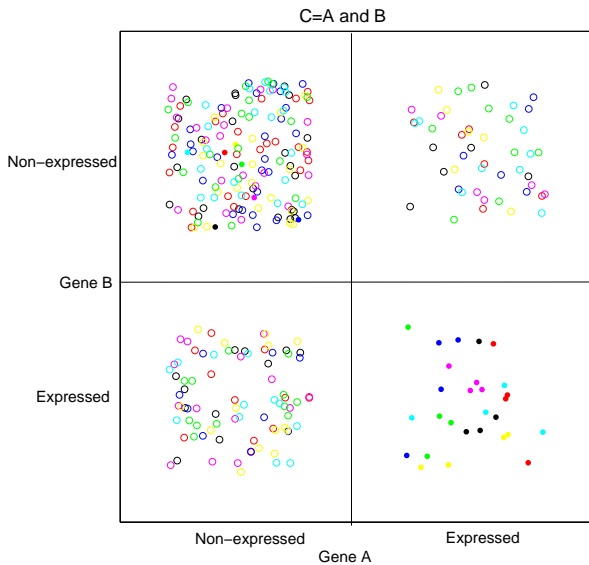 C=A and B
Non−expressed
Gene B
Expressed
Non−expressed
Expressed
Gene A